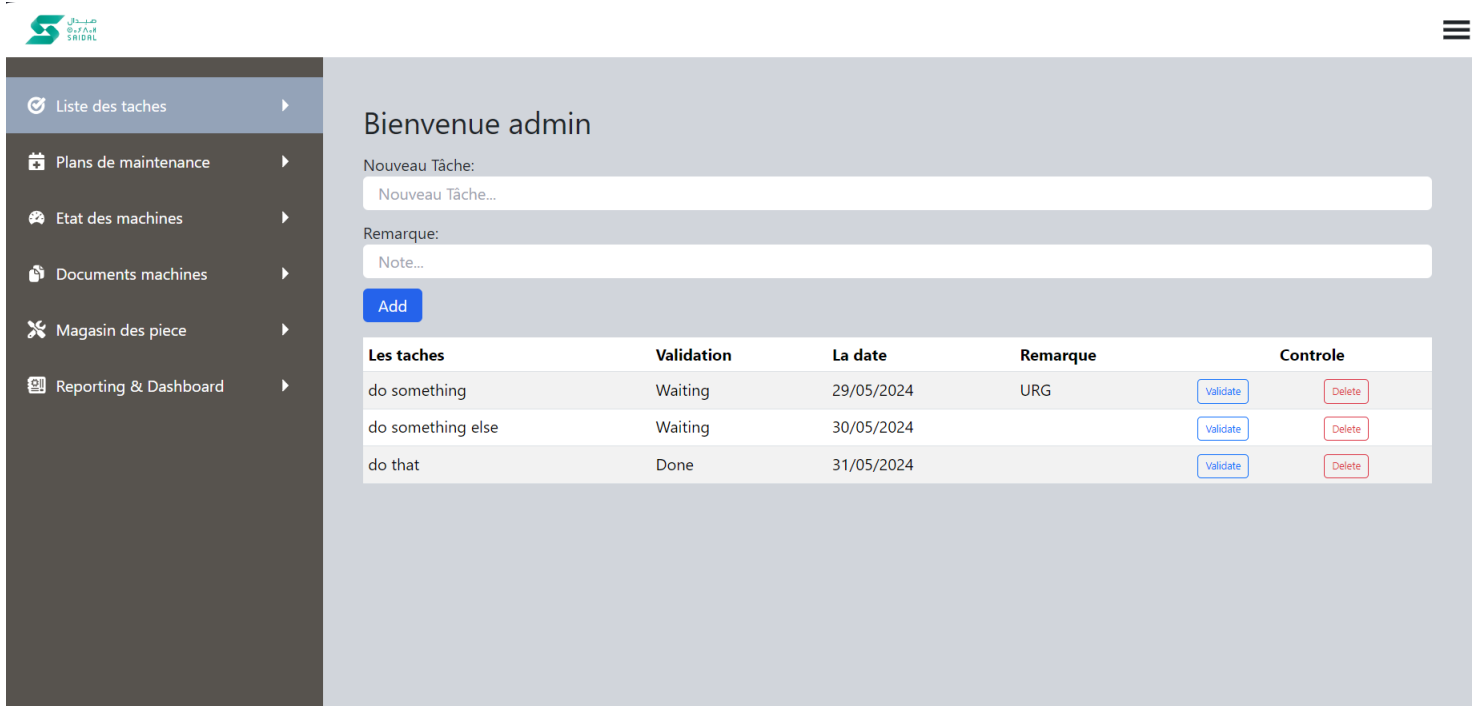 صيدال
ⵚⴰⵢⴷⴰⵍ
SAIDAL
Liste des taches
Plans de maintenance
Etat des machines
Documents machines
Magasin des piece
Reporting & Dashboard
Bienvenue admin
Nouveau Tâche:
Nouveau Tâche...
Remarque:
Note...
Add
Les taches Validation La date Remarque Controle
do something Waiting 29/05/2024 URG Validate Delete
do something else Waiting 30/05/2024 Validate Delete
do that Done 31/05/2024 Validate Delete